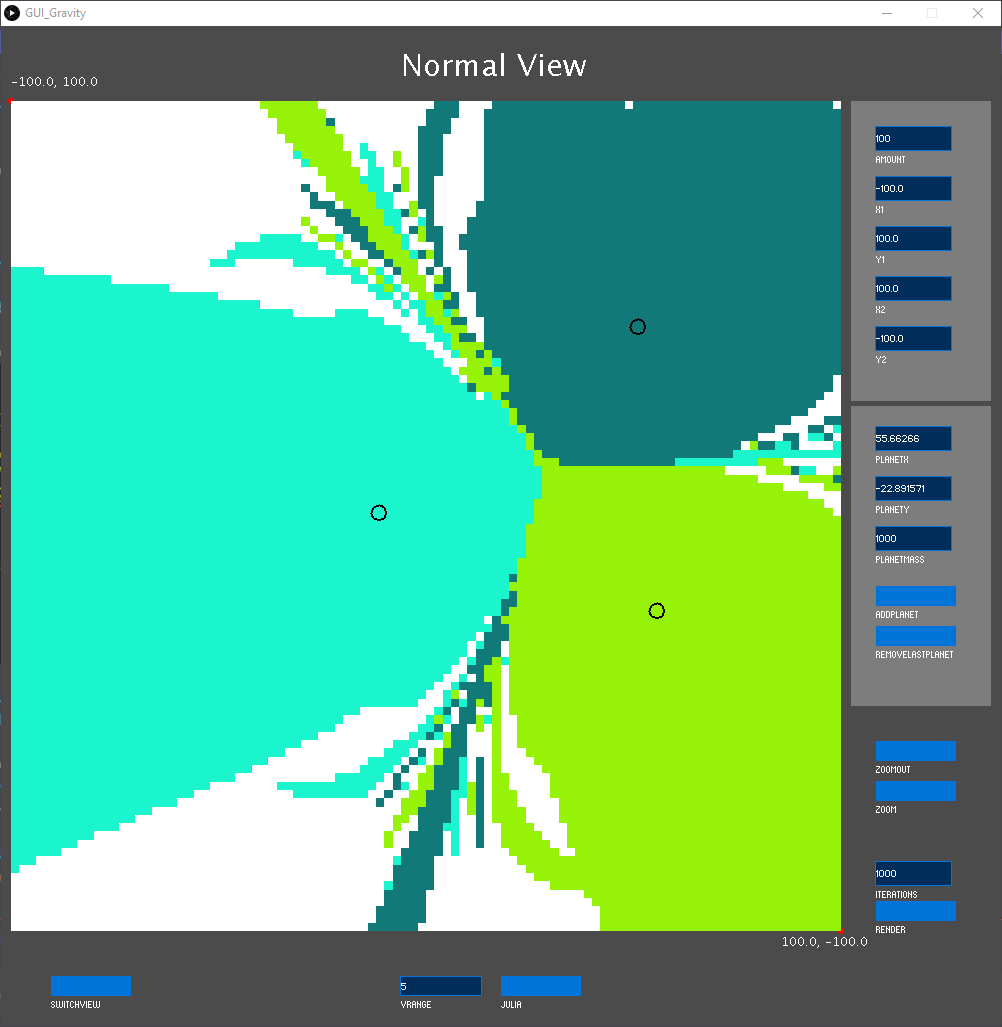 GUI_Gravity
Normal View
-100.0, 100.0
100
AMOUNT
-100.0
X1
100.0
Y1
100.0
X2
-100.0
Y2
55.66266
PLANETX
-22.891571
PLANETY
1000
PLANETMASS
ADDPLANET
REMOVELASTPLANET
ZOOMOUT
ZOOM
1000
ITERATIONS
RENDER
100.0, -100.0
SWITCHVIEW
5
VRANGE
JULIA